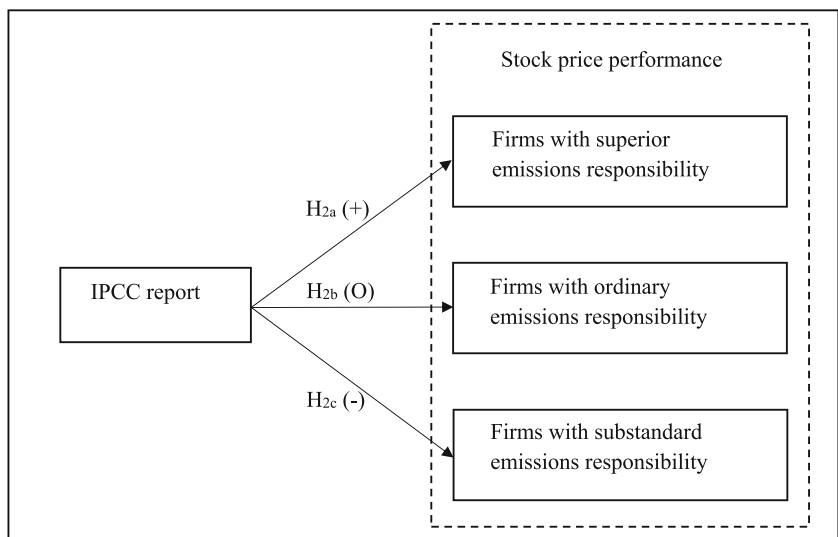 Stock price performance
Firms with superior
emissions responsibility
H2a (+)
IPCC report
H2b (O)
Firms with ordinary
emissions responsibility
H2c (-)
Firms with substandard
emissions responsibility